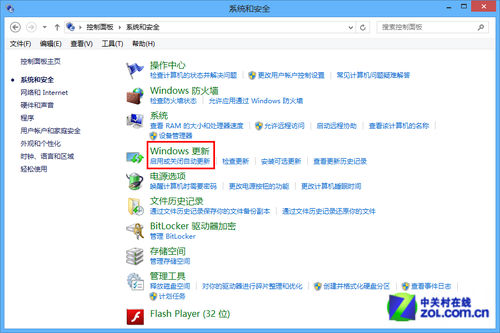 系统和安全
控制面板 ▸ 系统和安全
搜索控制面板
文件(F) 编辑(E) 查看(V) 工具(T) 帮助(H)
控制面板主页
系统和安全
网络和 Internet
硬件和声音
程序
用户帐户和家庭安全
外观和个性化
时钟、语言和区域
轻松使用
操作中心
检查计算机的状态并解决问题 更改用户帐户控制设置 常见计算机问题疑难解答
Windows 防火墙
检查防火墙状态 允许应用通过 Windows 防火墙
系统
查看 RAM 的大小和处理器速度 允许远程访问 启动远程协助 查看该计算机的名称
设备管理器
Windows 更新
启用或关闭自动更新 检查更新 安装可选更新 查看更新历史记录
电源选项
唤醒计算机时需要密码 更改电源按钮的功能 更改计算机睡眠时间
文件历史记录
通过文件历史记录保存你的文件备份副本 通过文件历史记录还原你的文件
BitLocker 驱动器加密
管理 BitLocker
存储空间
管理存储空间
管理工具
释放磁盘空间 对你的驱动器进行碎片整理和优化 创建并格式化硬盘分区 查看事件日志
计划任务
Flash Player (32 位)
中关村在线
ZOL.COM.CN